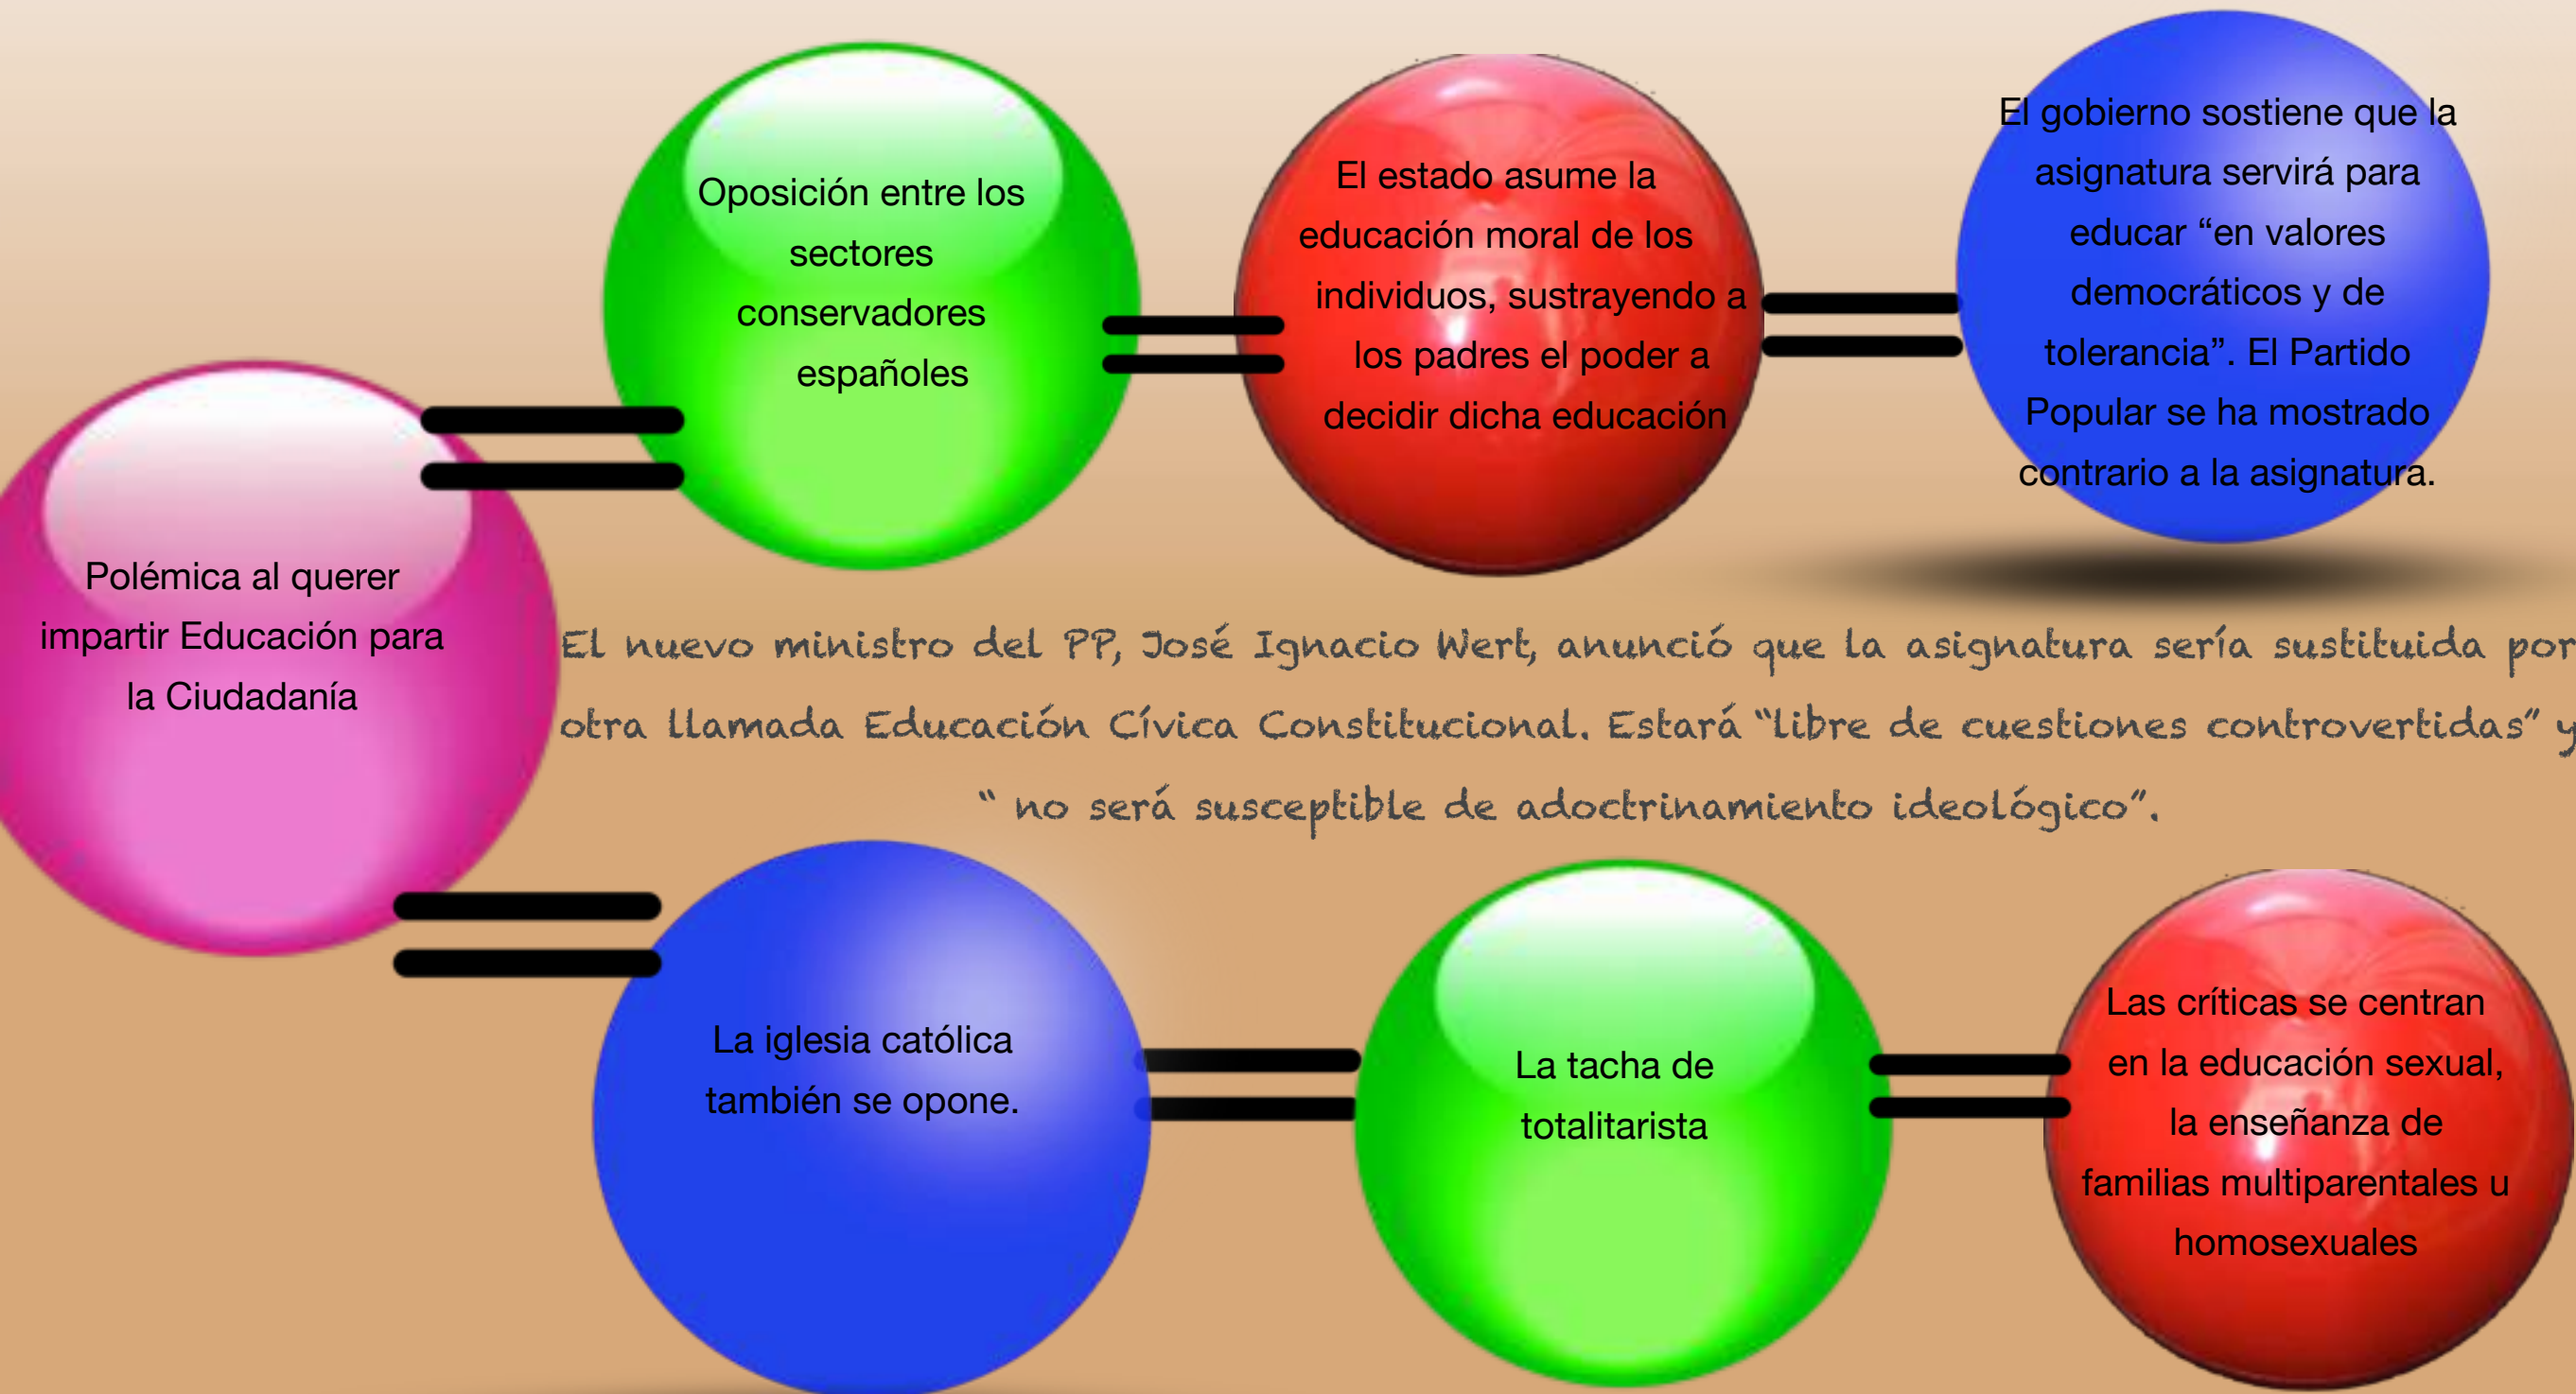 Polémica al querer
impartir Educación para
la Ciudadanía
Oposición entre los
sectores
conservadores
españoles
El estado asume la
educación moral de los
individuos, sustrayendo a
los padres el poder a
decidir dicha educación
El gobierno sostiene que la
asignatura servirá para
educar “en valores
democráticos y de
tolerancia”. El Partido
Popular se ha mostrado
contrario a la asignatura.
El nuevo ministro del PP, José Ignacio Wert, anunció que la asignatura sería sustituida por
otra llamada Educación Cívica Constitucional. Estará “libre de cuestiones controvertidas” y
“ no será susceptible de adoctrinamiento ideológico”.
La iglesia católica
también se opone.
La tacha de
totalitarista
Las críticas se centran
en la educación sexual,
la enseñanza de
familias multiparentales u
homosexuales